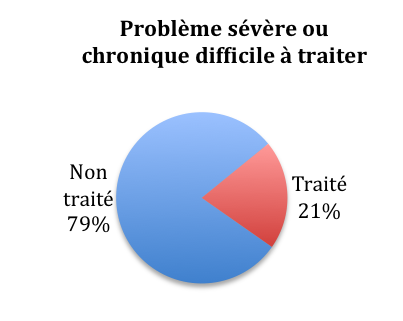 Problème sévère ou
chronique difficile à traiter
Non
traité
79%
Traité
21%